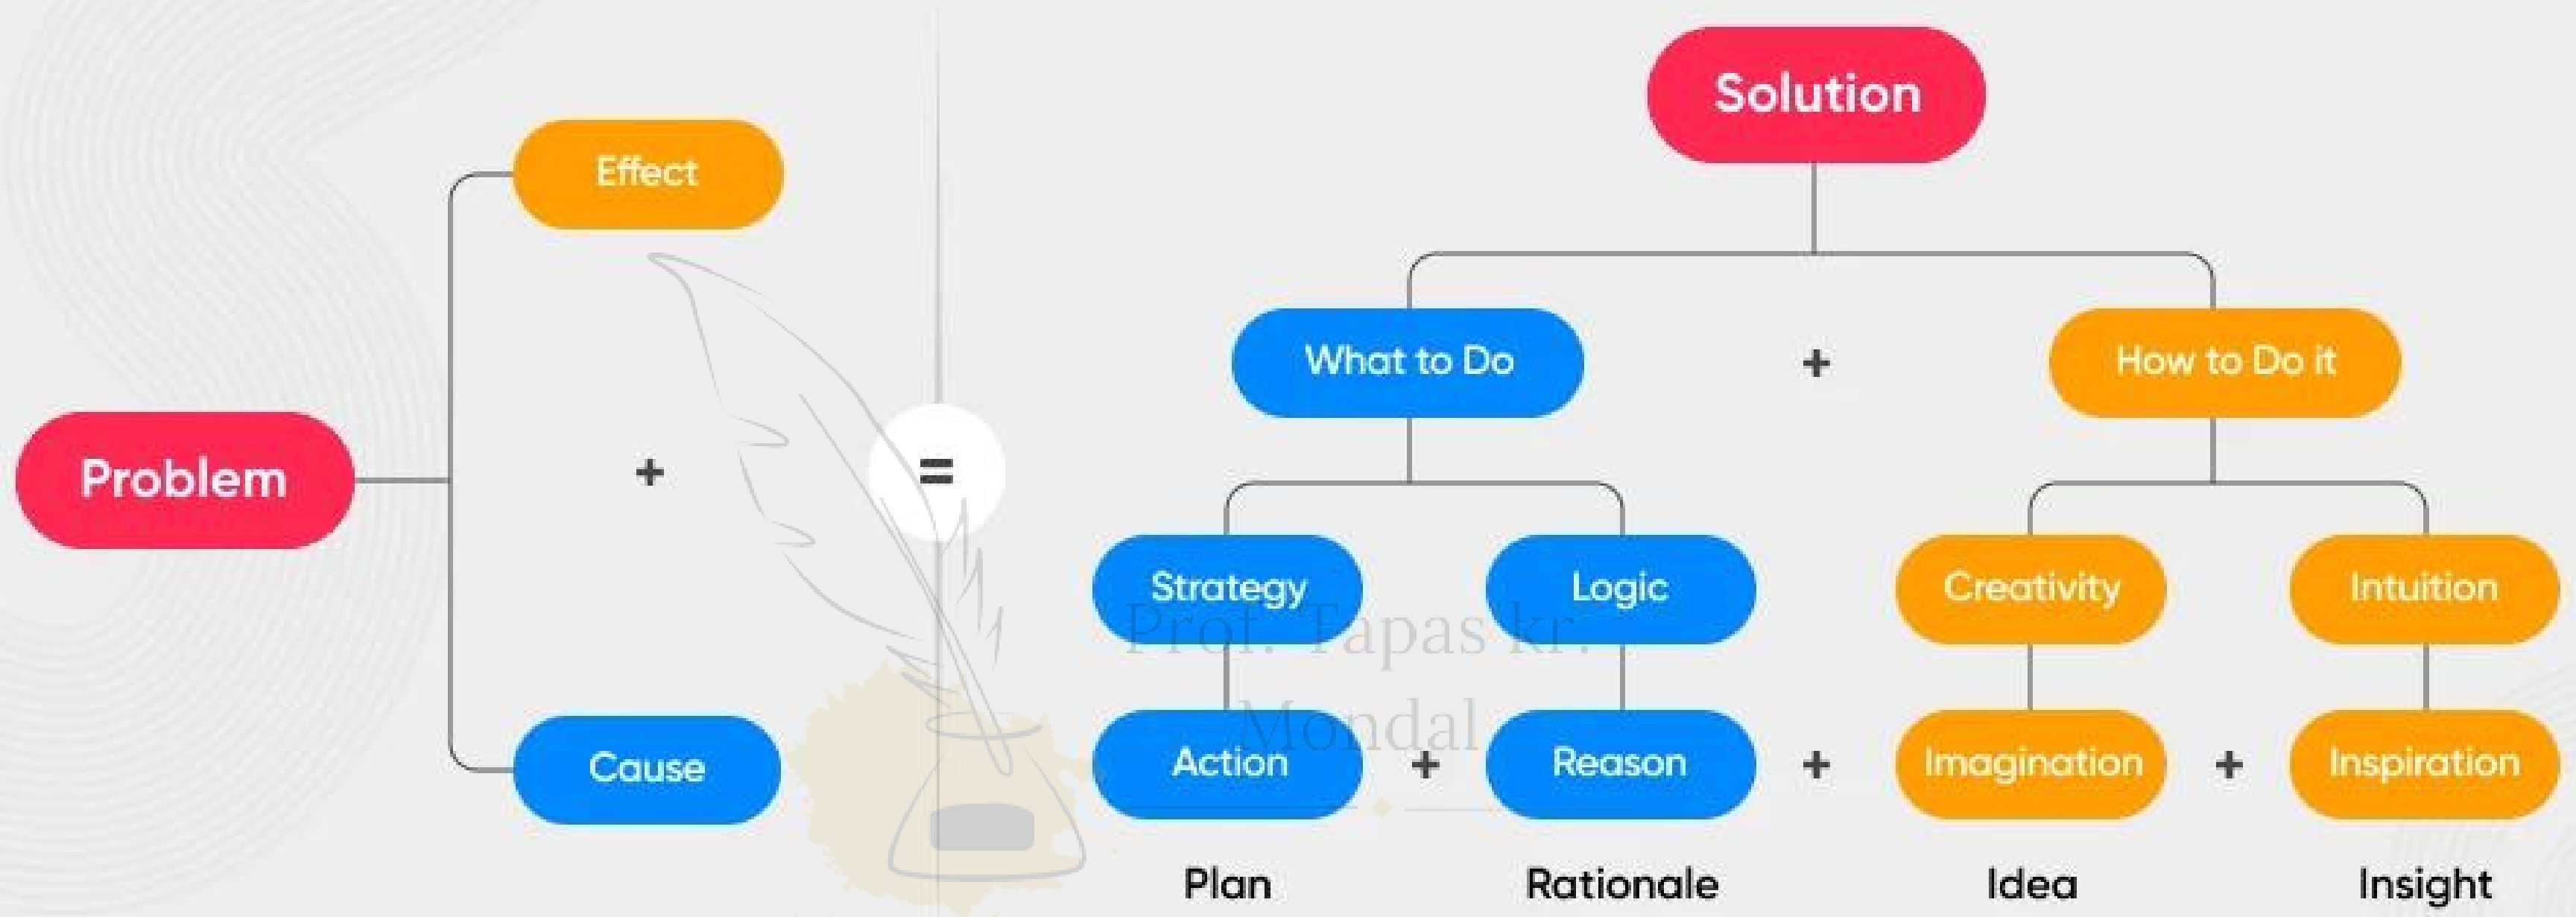 Solution
Effect
What to Do + How to Do it
Problem
+
=
Strategy Logic Creativity Intuition
Prof. Tapas kr.
Mondal
Cause
Action + Reason + Imagination + Inspiration
Plan Rationale Idea Insight